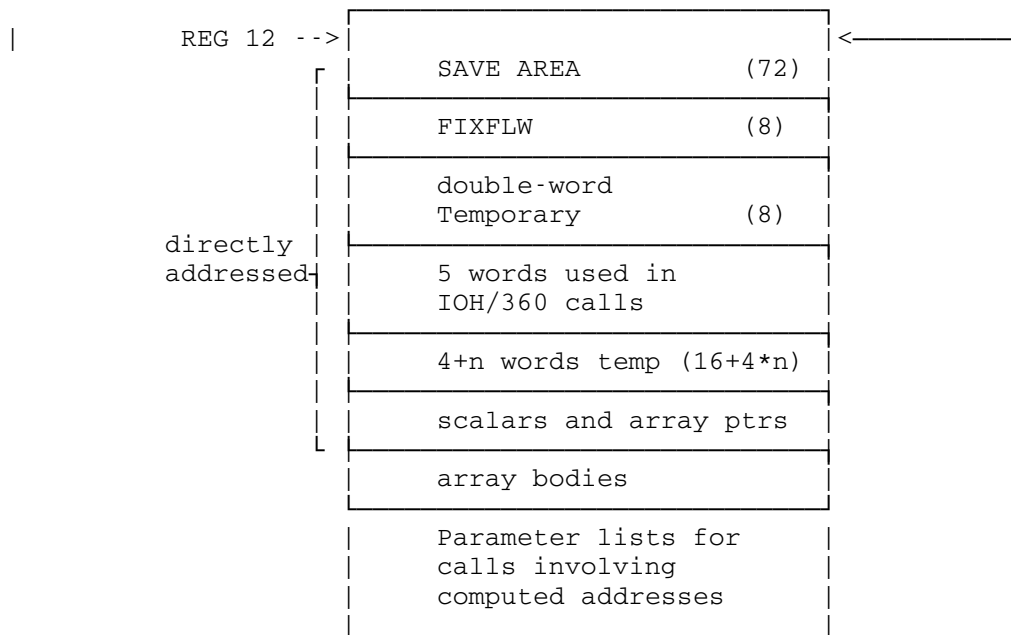 REG 12 -->
SAVE AREA (72)
FIXFLW (8)
double-word
Temporary (8)
directly
addressed
5 words used in
IOH/360 calls
4+n words temp (16+4*n)
scalars and array ptrs
array bodies
Parameter lists for
calls involving
computed addresses